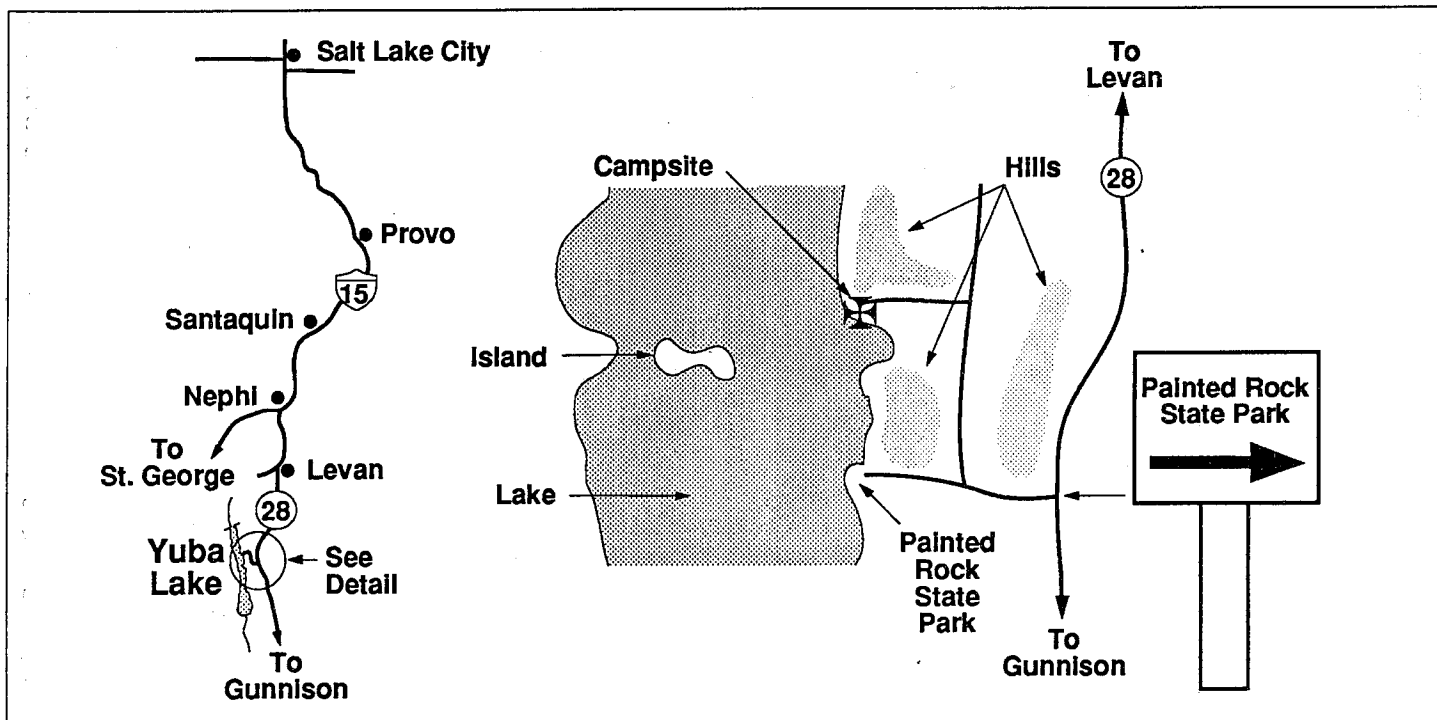 Salt Lake City
Provo
15
Santaquin
Nephi
To
St. George
Levan
28
Yuba
Lake
See
Detail
To
Gunnison
To
Levan
28
Campsite
Hills
Island
Lake
Painted
Rock
State
Park
To
Gunnison
Painted Rock
State Park